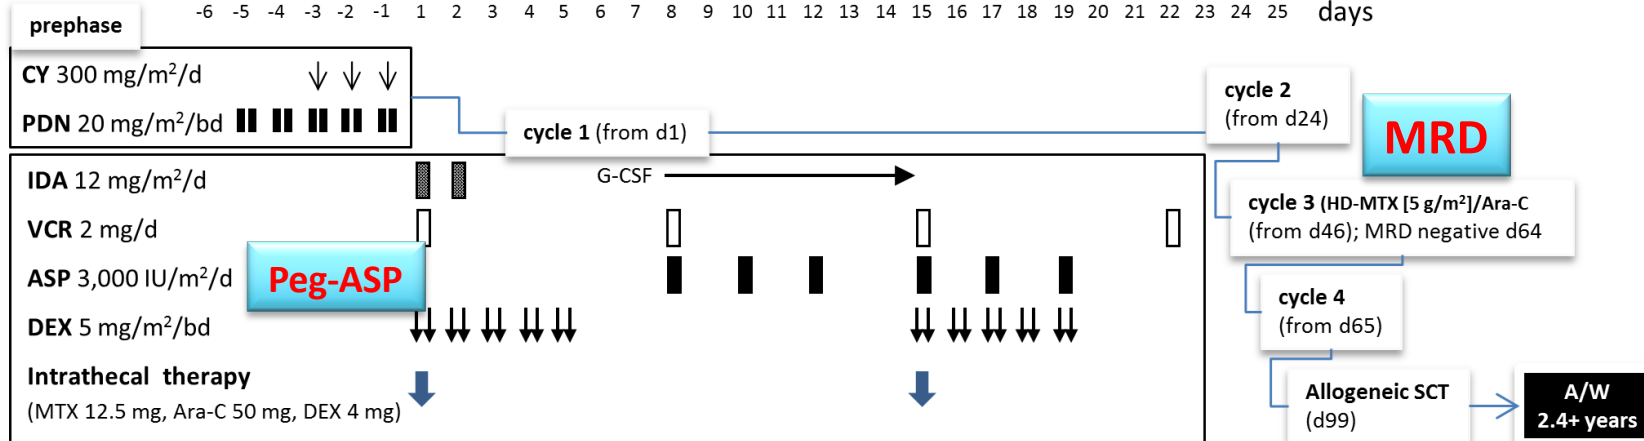 -6 -5 -4 -3 -2 -1 1 2 3 4 5 6 7 8 9 10 11 12 13 14 15 16 17 18 19 20 21 22 23 24 25 days
prephase
CY 300 mg/m²/d
PDN 20 mg/m²/bd
cycle 1 (from d1)
cycle 2
(from d24)
MRD
IDA 12 mg/m²/d
G-CSF
VCR 2 mg/d
cycle 3 (HD-MTX [5 g/m²]/Ara-C
(from d46); MRD negative d64
ASP 3,000 IU/m²/d
Peg-ASP
DEX 5 mg/m²/bd
cycle 4
(from d65)
Intrathecal therapy
(MTX 12.5 mg, Ara-C 50 mg, DEX 4 mg)
Allogeneic SCT
(d99)
A/W
2.4+ years